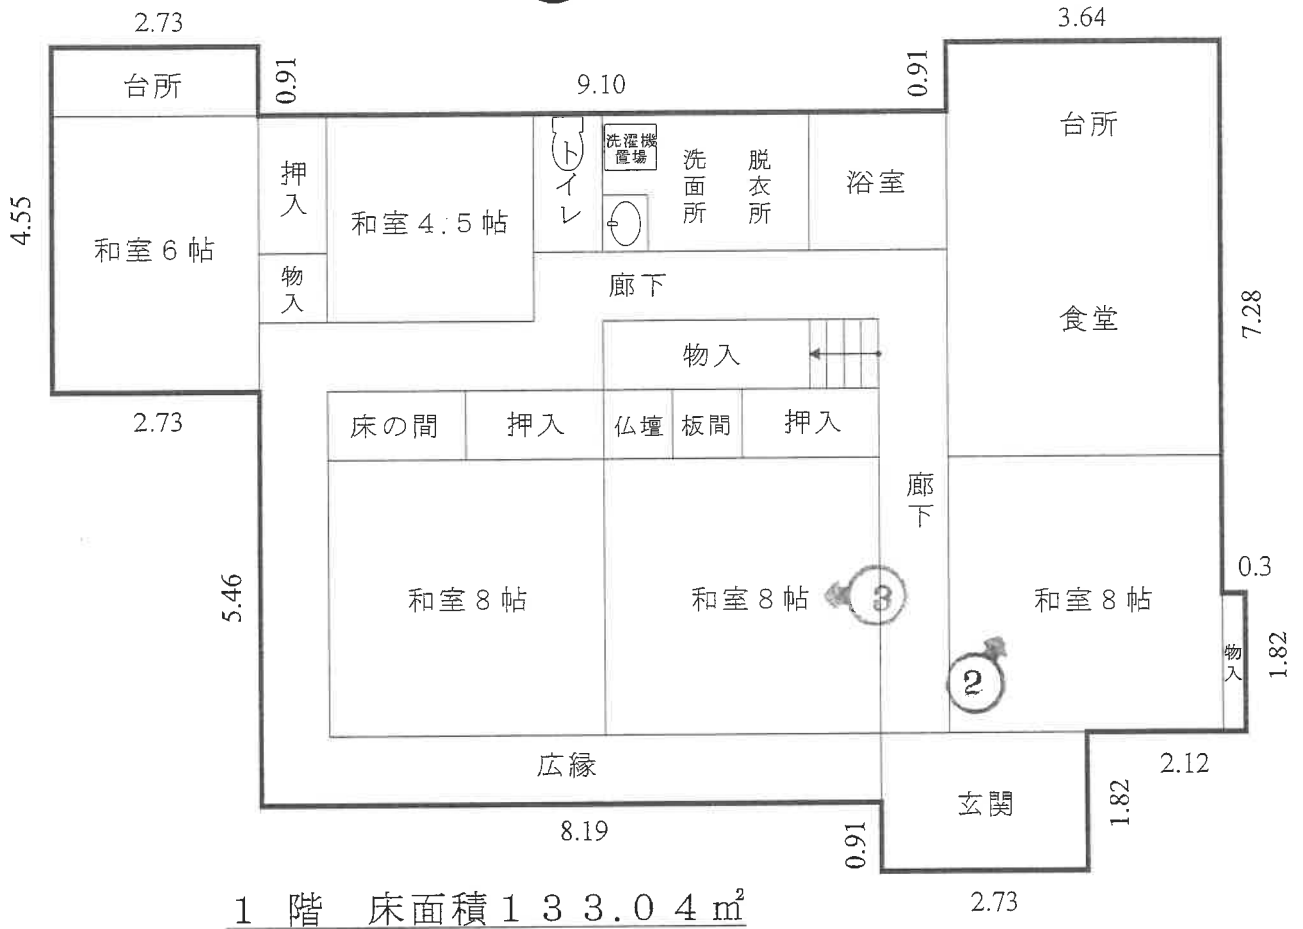 2.73
3.64
台所
0.91
9.10
0.91
台所
押入
和室4.5帖
トイレ
洗濯機
置場
洗面所
脱衣所
浴室
4.55
和室6帖
物入
廊下
食堂
7.28
物入
2.73
床の間
押入
仏壇
板間
押入
廊下
5.46
和室8帖
和室8帖
3
和室8帖
0.3
物入
1.82
2
広縁
2.12
8.19
0.91
玄関
1.82
2.73
1階 床面積133.04㎡